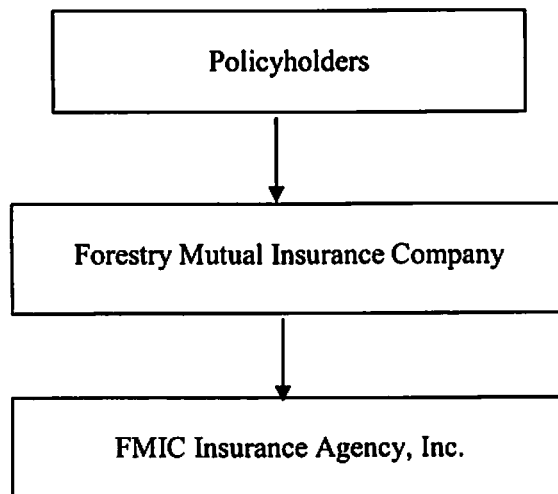 Policyholders
Forestry Mutual Insurance Company
FMIC Insurance Agency, Inc.